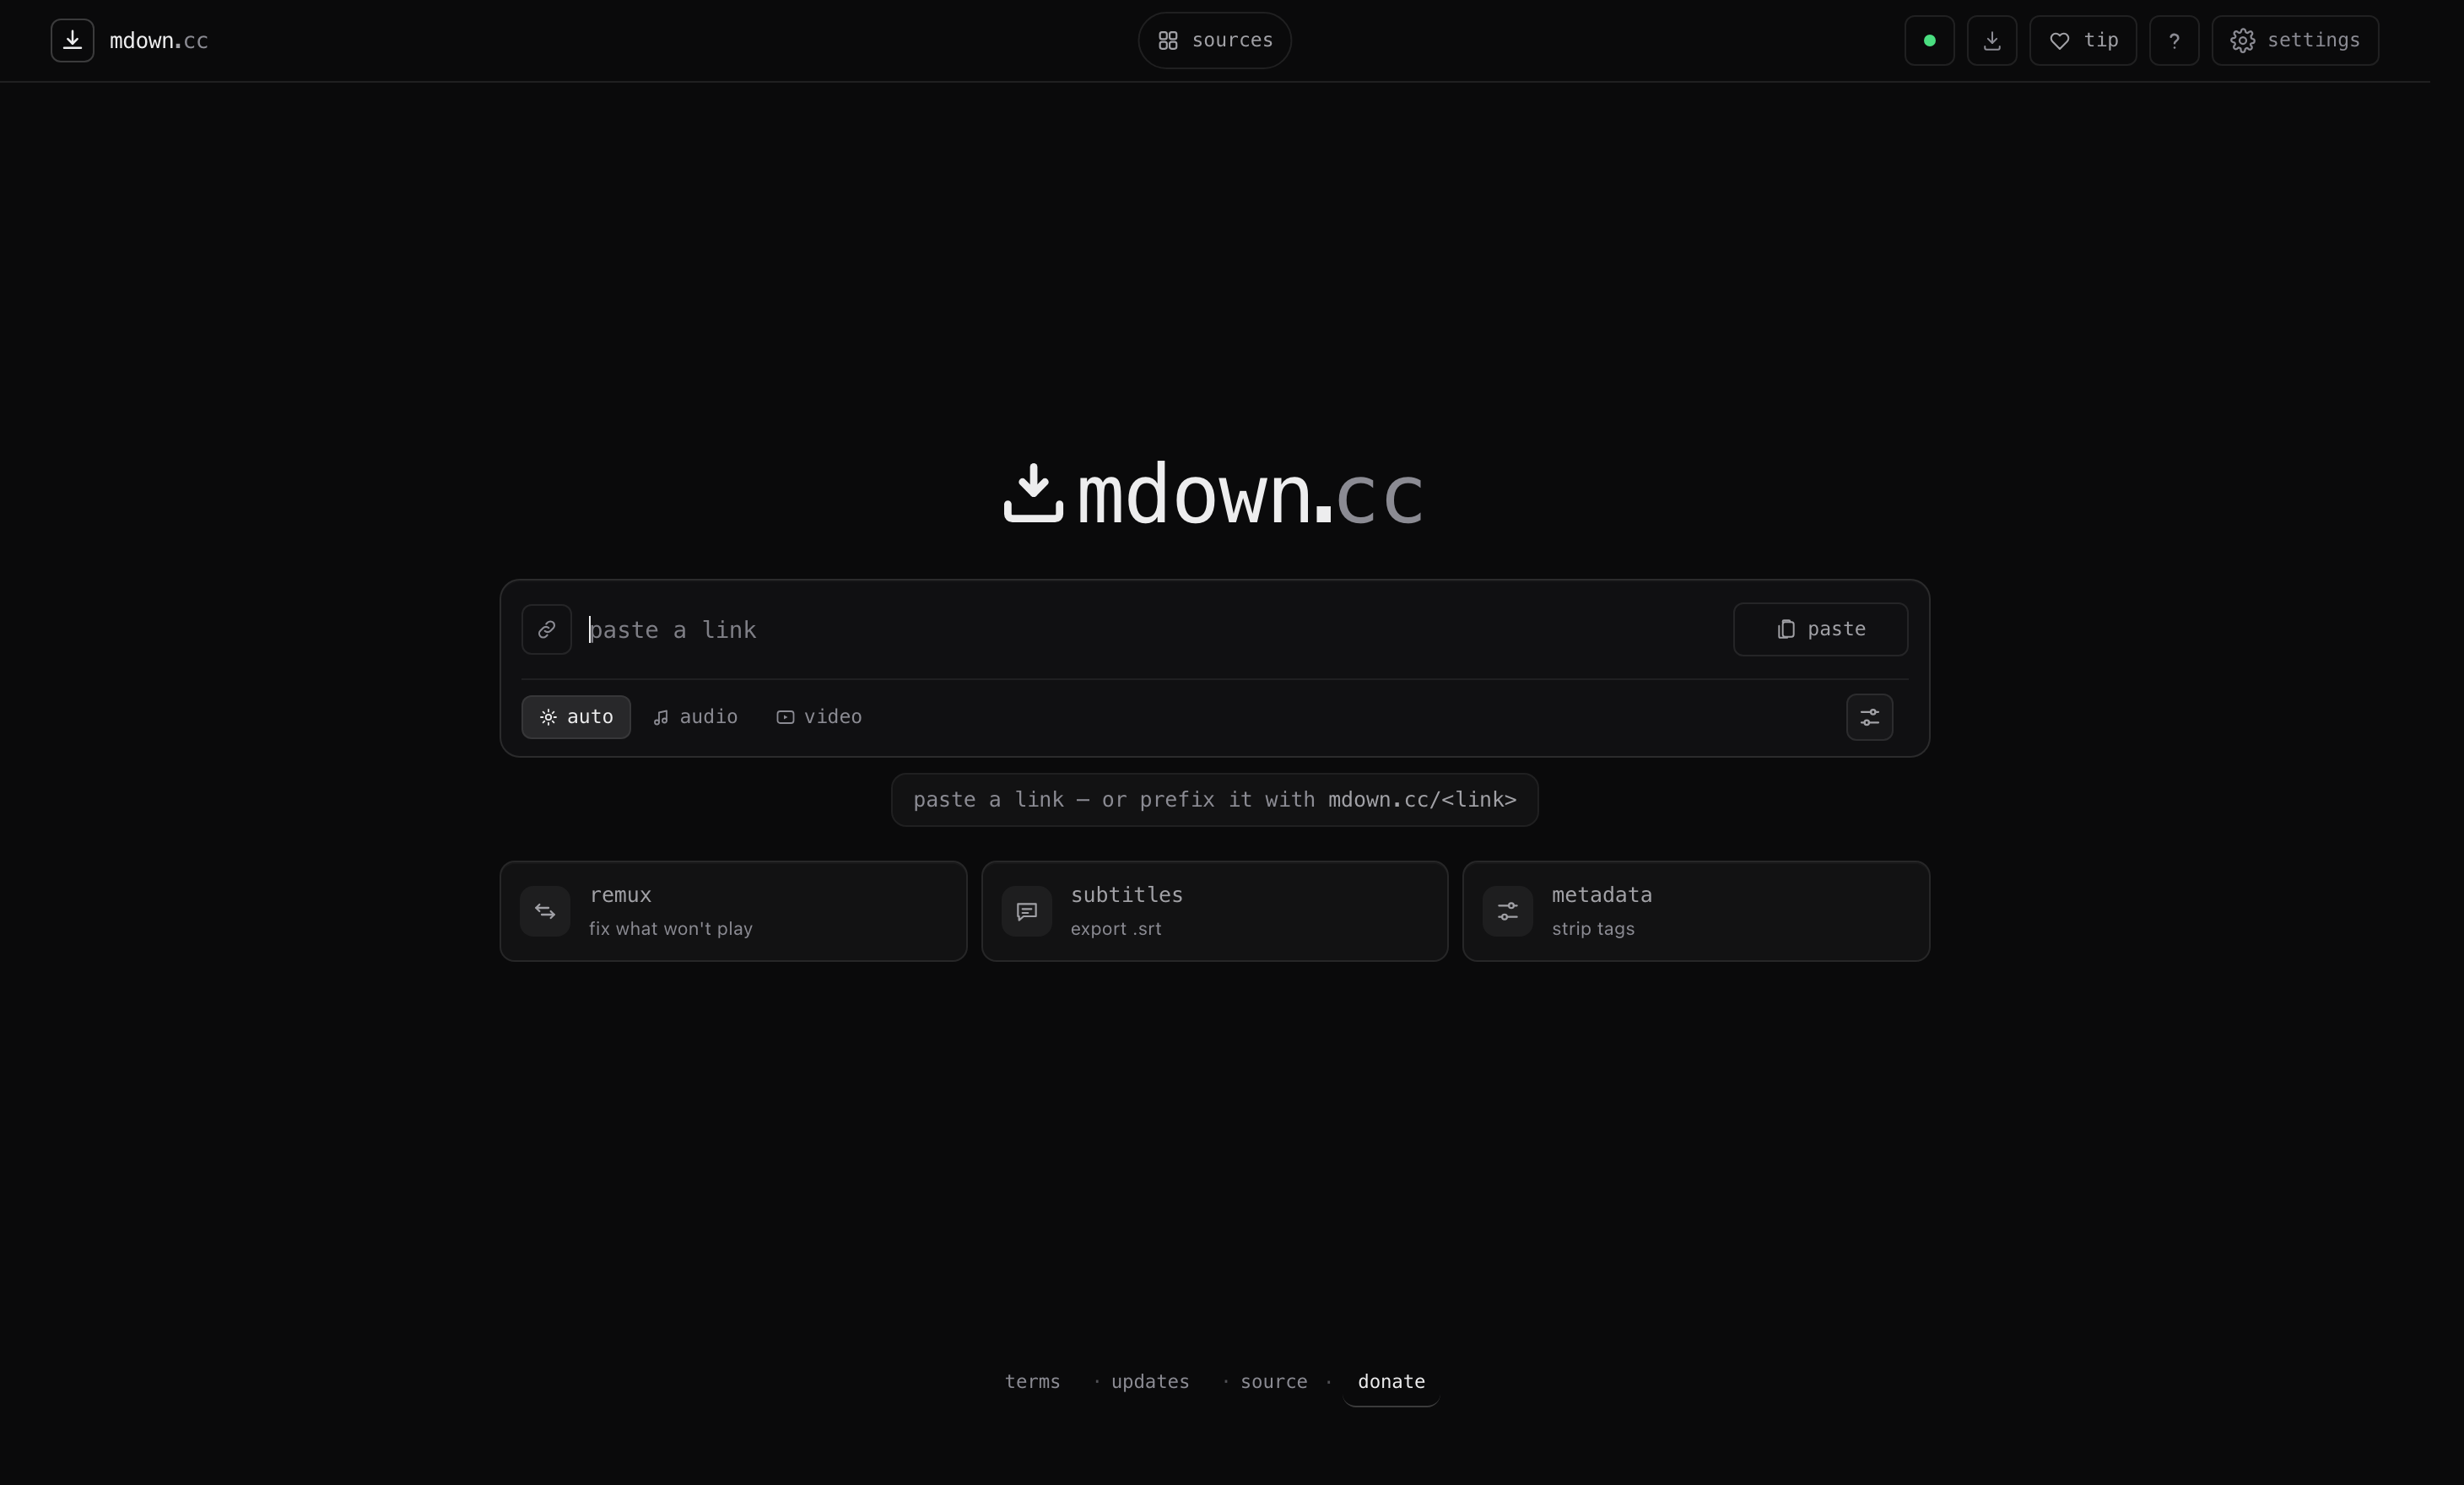 mdown.cc
sources
tip
?
settings
mdown.cc
paste a link
paste
auto
audio
video
paste a link — or prefix it with mdown.cc/<link>
remux
fix what won't play
subtitles
export .srt
metadata
strip tags
terms · updates · source · donate